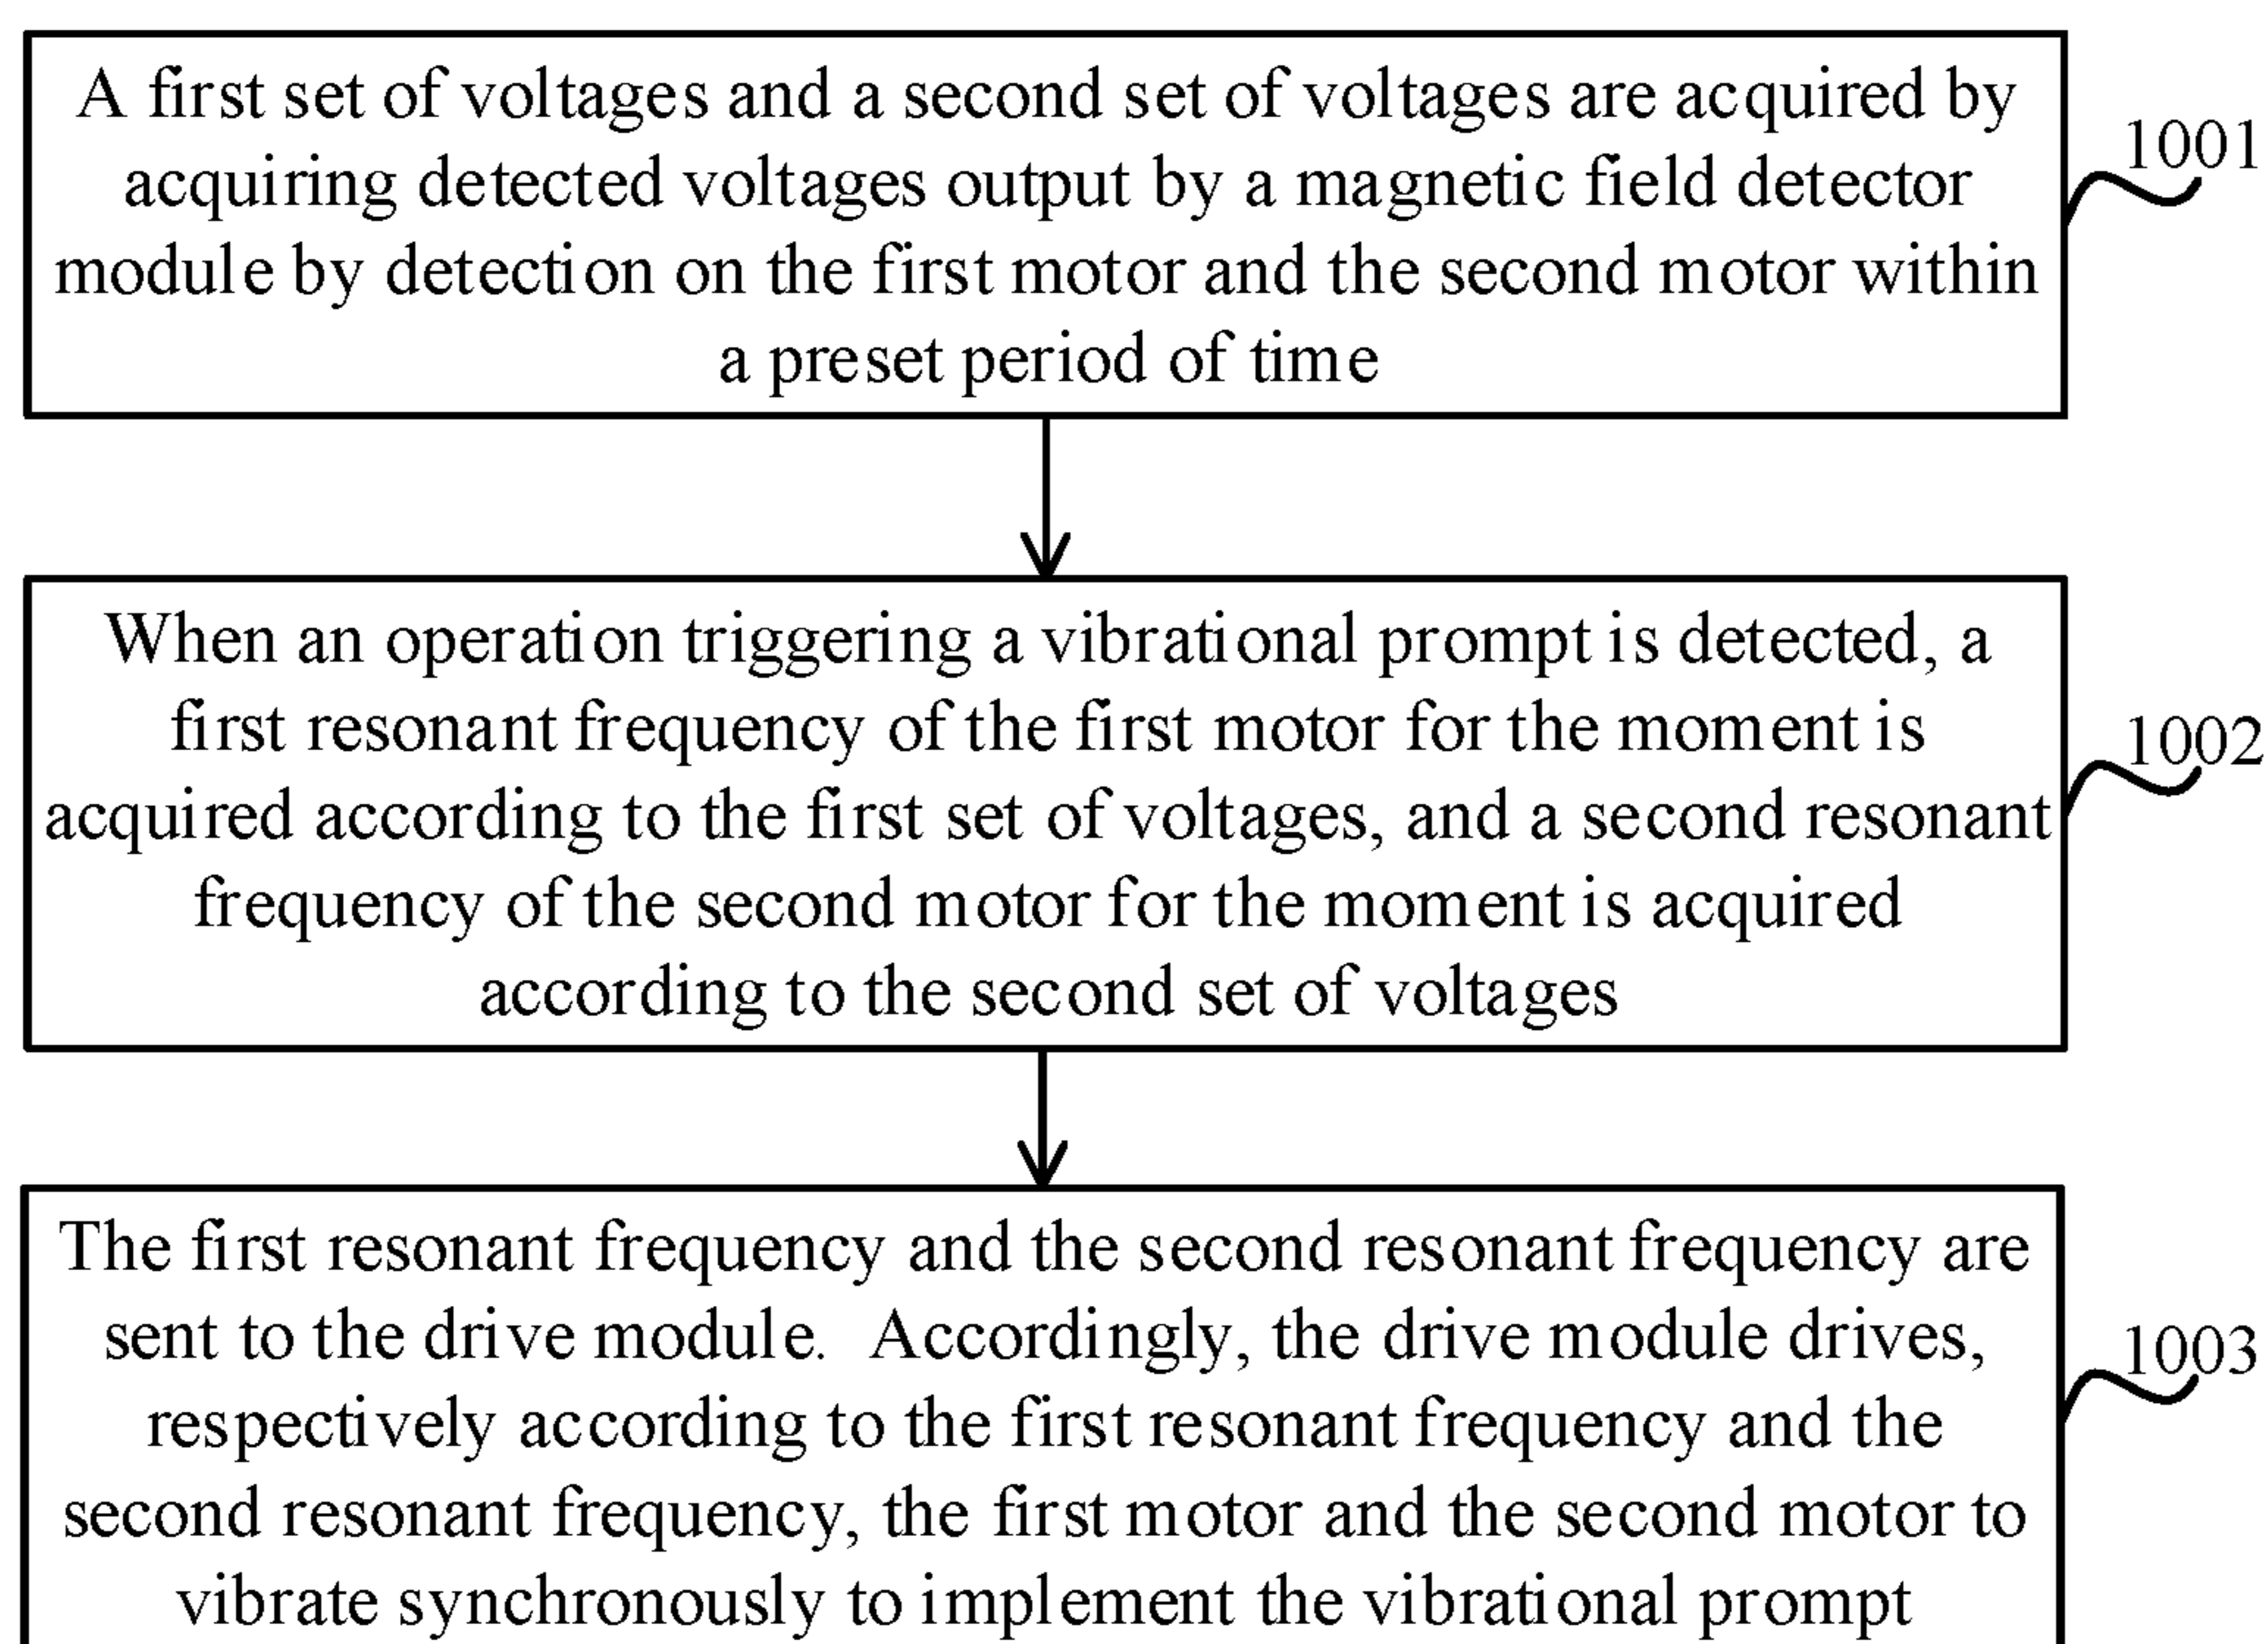 A first set of voltages and a second set of voltages are acquired by
acquiring detected voltages output by a magnetic field detector
module by detection on the first motor and the second motor within
a preset period of time
1001
When an operation triggering a vibrational prompt is detected, a
first resonant frequency of the first motor for the moment is
acquired according to the first set of voltages, and a second resonant
frequency of the second motor for the moment is acquired
according to the second set of voltages
1002
The first resonant frequency and the second resonant frequency are
sent to the drive module. Accordingly, the drive module drives,
respectively according to the first resonant frequency and the
second resonant frequency, the first motor and the second motor to
vibrate synchronously to implement the vibrational prompt
1003